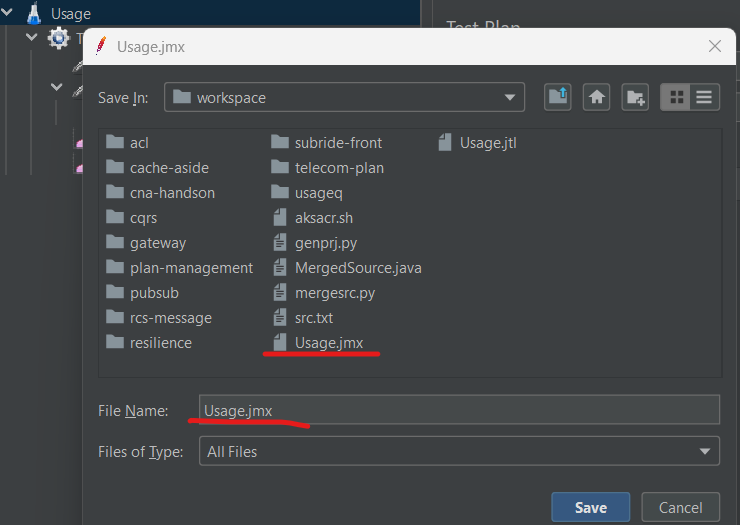 Usage
Test Plan
T
Usage.jmx
Save In:
workspace
acl
cache-aside
cna-handson
cqrs
gateway
plan-management
pubsub
rcs-message
resilience
subride-front
telecom-plan
usageq
aksacr.sh
genprj.py
MergedSource.java
mergesrc.py
src.txt
Usage.jmx
Usage.jtl
File Name:
Usage.jmx
Files of Type:
All Files
Save
Cancel